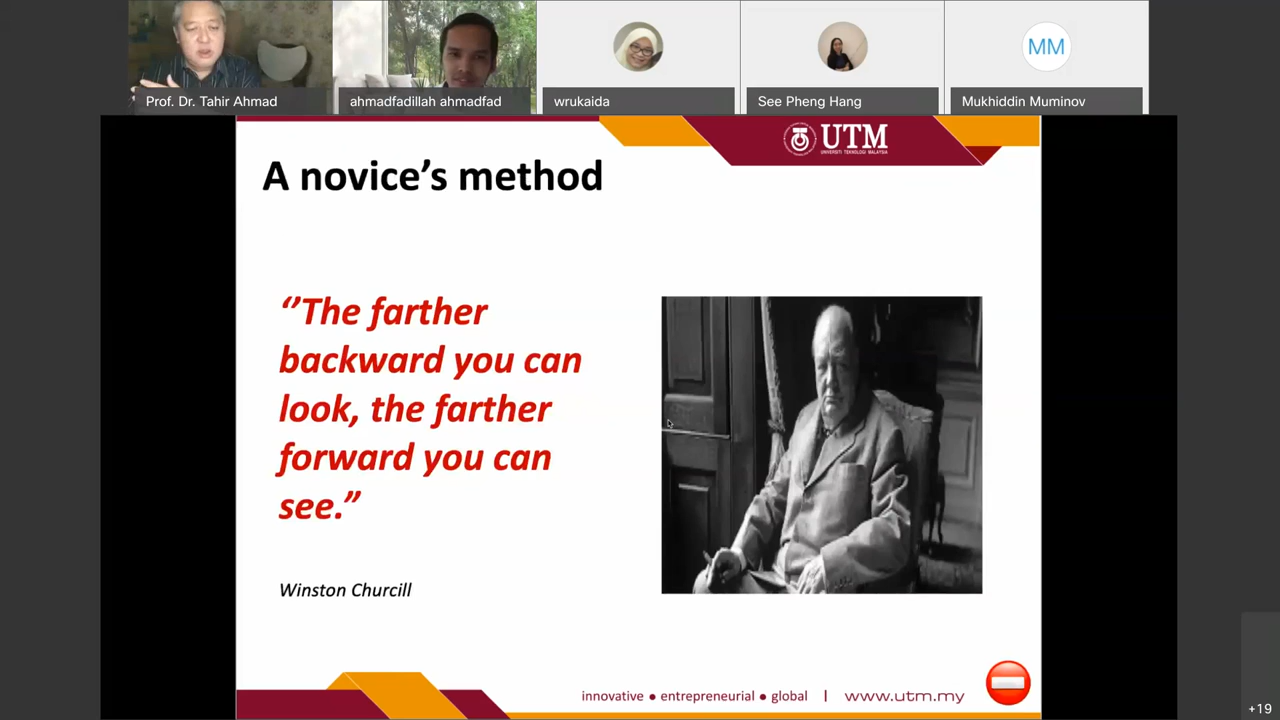 Prof. Dr. Tahir Ahmad
ahmadfadillah ahmadfad
wrukaida
See Pheng Hang
MM
Mukhiddin Muminov
UTM
UNIVERSITI TEKNOLOGI MALAYSIA
A novice’s method
‘’The farther
backward you can
look, the farther
forward you can
see.”
Winston Churcill
innovative ● entrepreneurial ● global | www.utm.my
+19